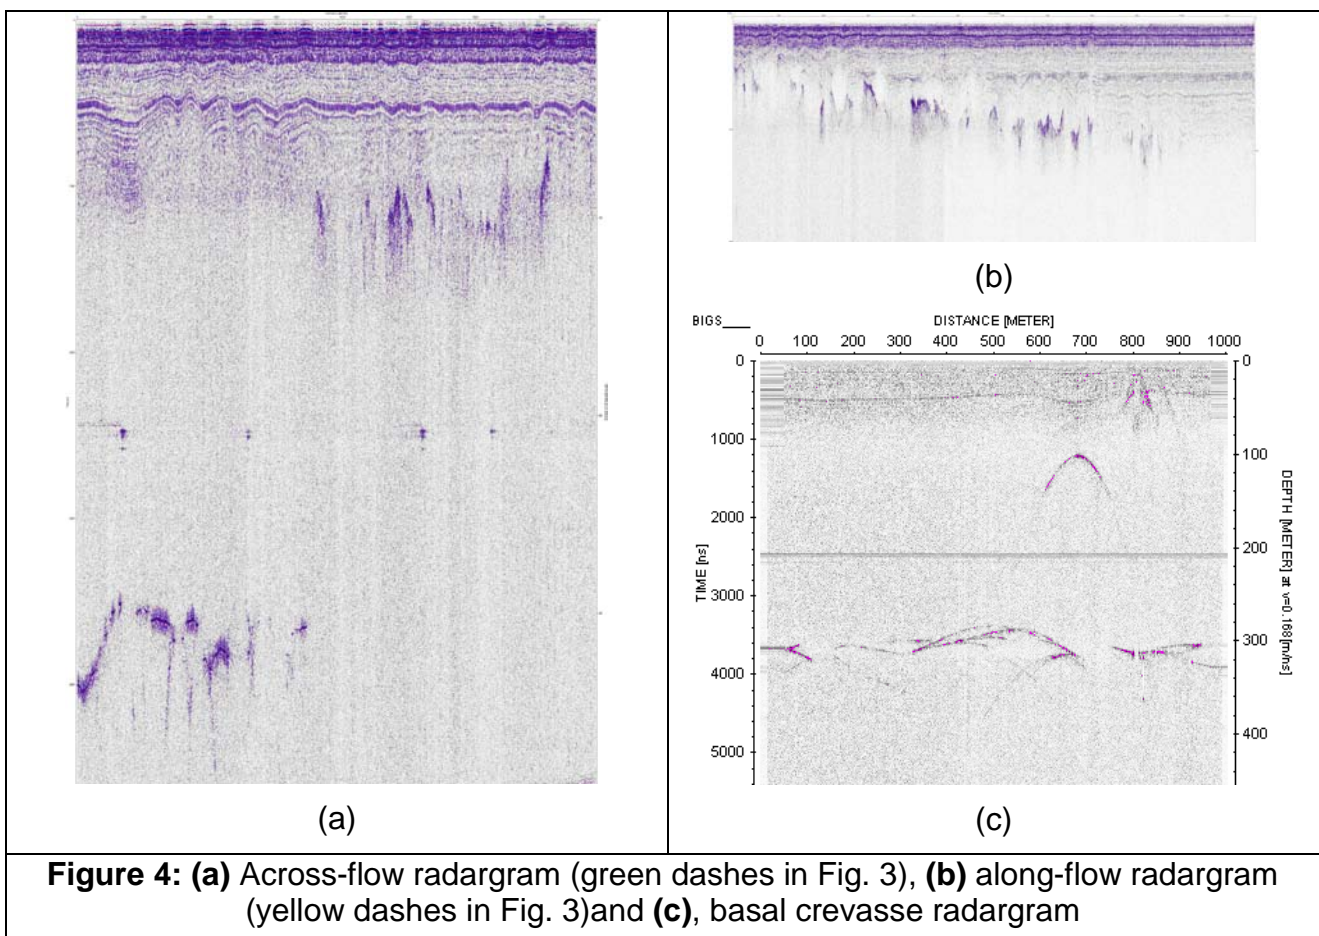 (a)
(b)
BIGS____ DISTANCE [METER]
0 100 200 300 400 500 600 700 800 900 1000
0 0
1000 100
2000 200
3000 300
4000 400
5000
TIME [ns]
DEPTH [METER] at v=0.168[m/ns]
(c)
Figure 4: (a) Across-flow radargram (green dashes in Fig. 3), (b) along-flow radargram
(yellow dashes in Fig. 3)and (c), basal crevasse radargram